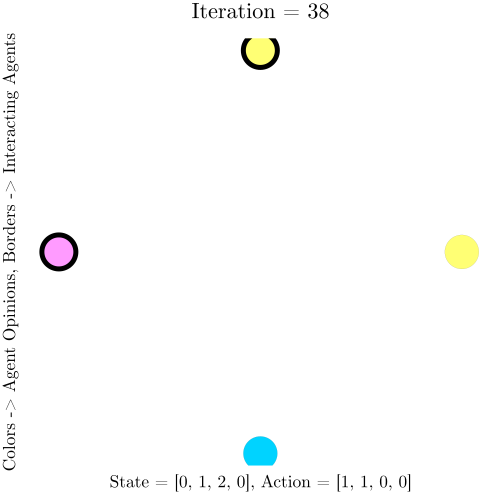 Iteration = 38
Colors -> Agent Opinions, Borders -> Interacting Agents
State = [0, 1, 2, 0], Action = [1, 1, 0, 0]